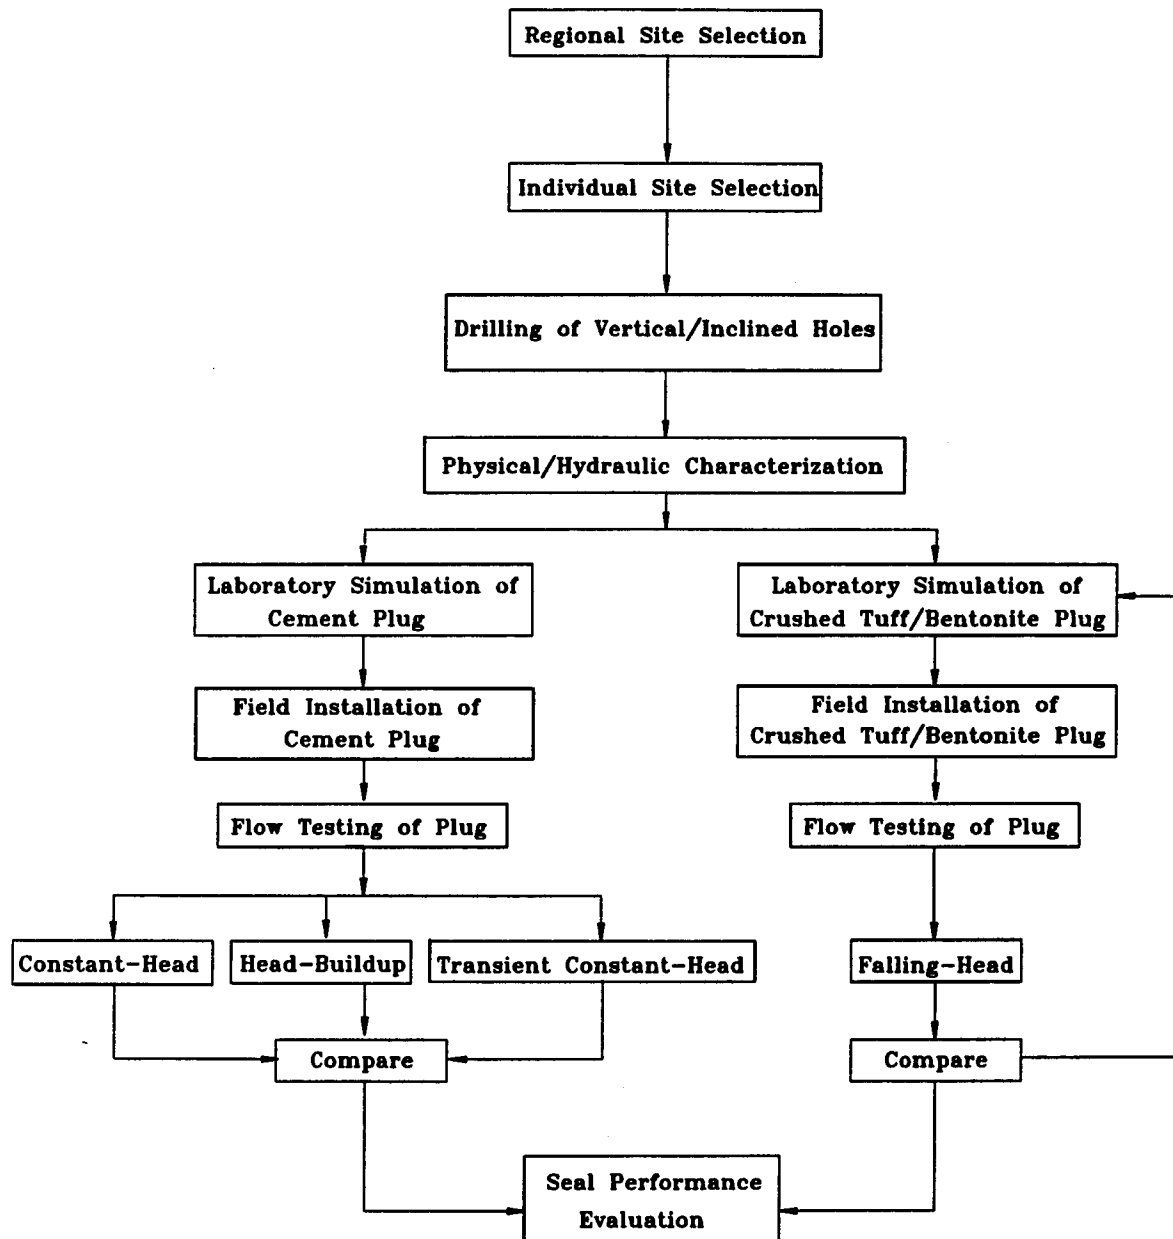 Regional Site Selection
Individual Site Selection
Drilling of Vertical/Inclined Holes
Physical/Hydraulic Characterization
Laboratory Simulation of
Cement Plug
Laboratory Simulation of
Crushed Tuff/Bentonite Plug
Field Installation of
Cement Plug
Field Installation of
Crushed Tuff/Bentonite Plug
Flow Testing of Plug
Flow Testing of Plug
Constant-Head
Head-Buildup
Transient Constant-Head
Falling-Head
Compare
Compare
Seal Performance
Evaluation